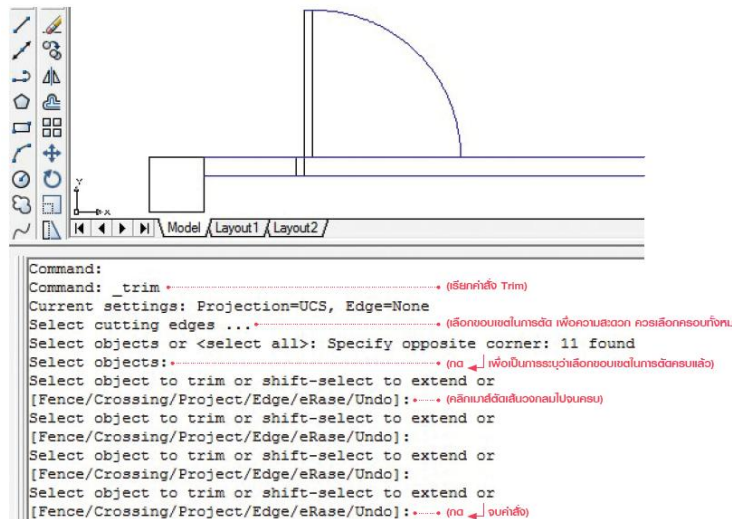 Y
X
Model Layout1 Layout2
Command:
Command: _trim (เรียกคำสั่ง Trim)
Current settings: Projection=UCS, Edge=None
Select cutting edges ... (เลือกขอบเขตในการตัด เพื่อความสะดวก ควรเลือกครอบ
Select objects or <select all>: Specify opposite corner: 11 found
Select objects: (กด เพื่อเป็นการระบุว่าเลือกขอบเขตในการตัดครบแล้ว)
Select object to trim or shift-select to extend or
[Fence/Crossing/Project/Edge/eRase/Undo]: (คลิกเมาส์ตัดเส้นวงกลมไปจนครบ)
Select object to trim or shift-select to extend or
[Fence/Crossing/Project/Edge/eRase/Undo]:
Select object to trim or shift-select to extend or
[Fence/Crossing/Project/Edge/eRase/Undo]:
Select object to trim or shift-select to extend or
[Fence/Crossing/Project/Edge/eRase/Undo]: (กด จบคำสั่ง)